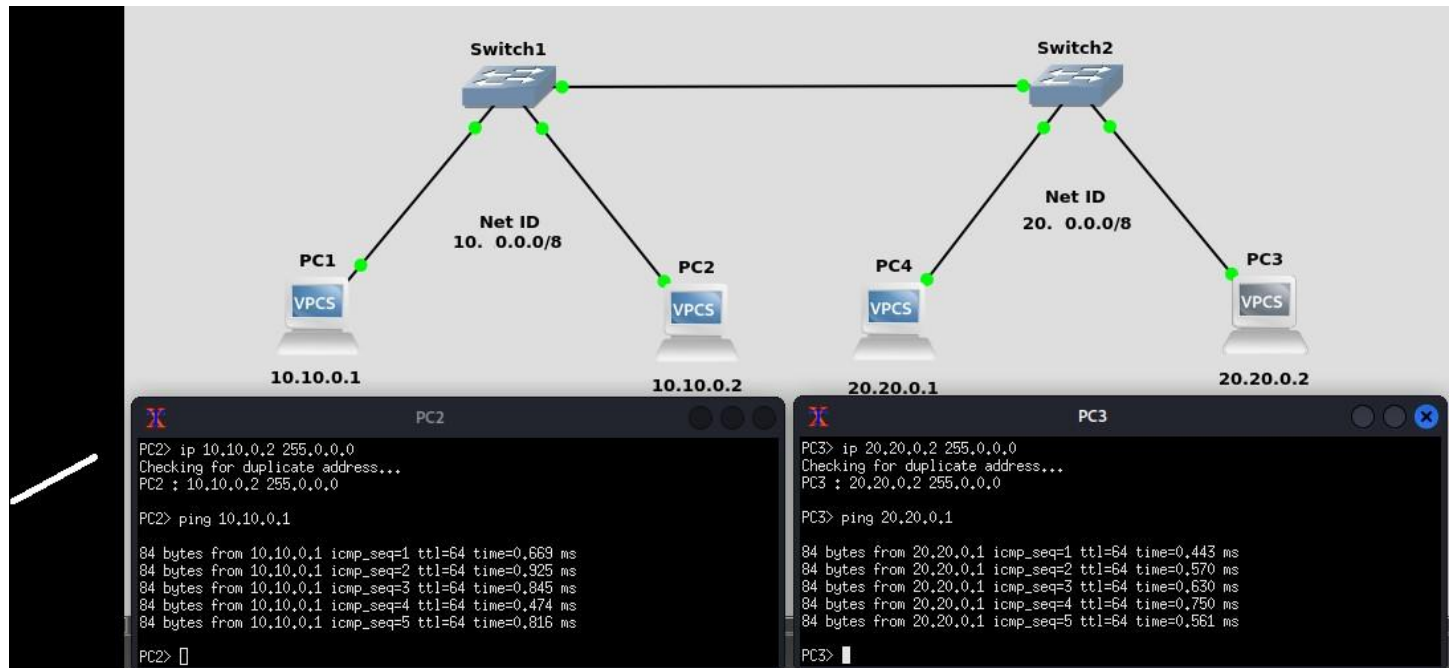 Switch1
Switch2
Net ID
10. 0.0.0/8
Net ID
20. 0.0.0/8
PC1
PC2
PC4
PC3
VPCS
VPCS
VPCS
VPCS
10.10.0.1
10.10.0.2
20.20.0.1
20.20.0.2
PC2
PC2> ip 10.10.0.2 255.0.0.0
Checking for duplicate address...
PC2 : 10.10.0.2 255.0.0.0
PC2> ping 10.10.0.1
84 bytes from 10.10.0.1 icmp_seq=1 ttl=64 time=0.669 ms
84 bytes from 10.10.0.1 icmp_seq=2 ttl=64 time=0.925 ms
84 bytes from 10.10.0.1 icmp_seq=3 ttl=64 time=0.845 ms
84 bytes from 10.10.0.1 icmp_seq=4 ttl=64 time=0.474 ms
84 bytes from 10.10.0.1 icmp_seq=5 ttl=64 time=0.816 ms
PC2>
PC3
PC3> ip 20.20.0.2 255.0.0.0
Checking for duplicate address...
PC3 : 20.20.0.2 255.0.0.0
PC3> ping 20.20.0.1
84 bytes from 20.20.0.1 icmp_seq=1 ttl=64 time=0.443 ms
84 bytes from 20.20.0.1 icmp_seq=2 ttl=64 time=0.570 ms
84 bytes from 20.20.0.1 icmp_seq=3 ttl=64 time=0.630 ms
84 bytes from 20.20.0.1 icmp_seq=4 ttl=64 time=0.750 ms
84 bytes from 20.20.0.1 icmp_seq=5 ttl=64 time=0.561 ms
PC3>